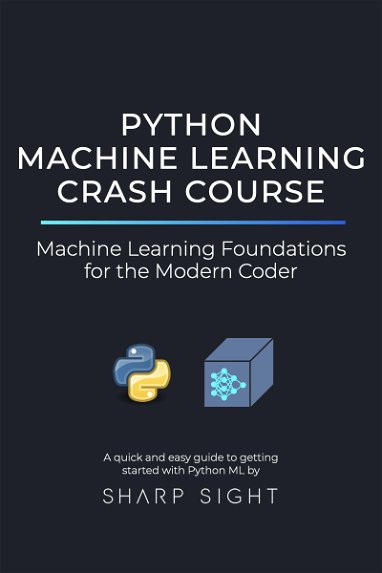 PYTHON
MACHINE LEARNING
CRASH COURSE
Machine Learning Foundations
for the Modern Coder
A quick and easy guide to getting
started with Python ML by
SHARP SIGHT